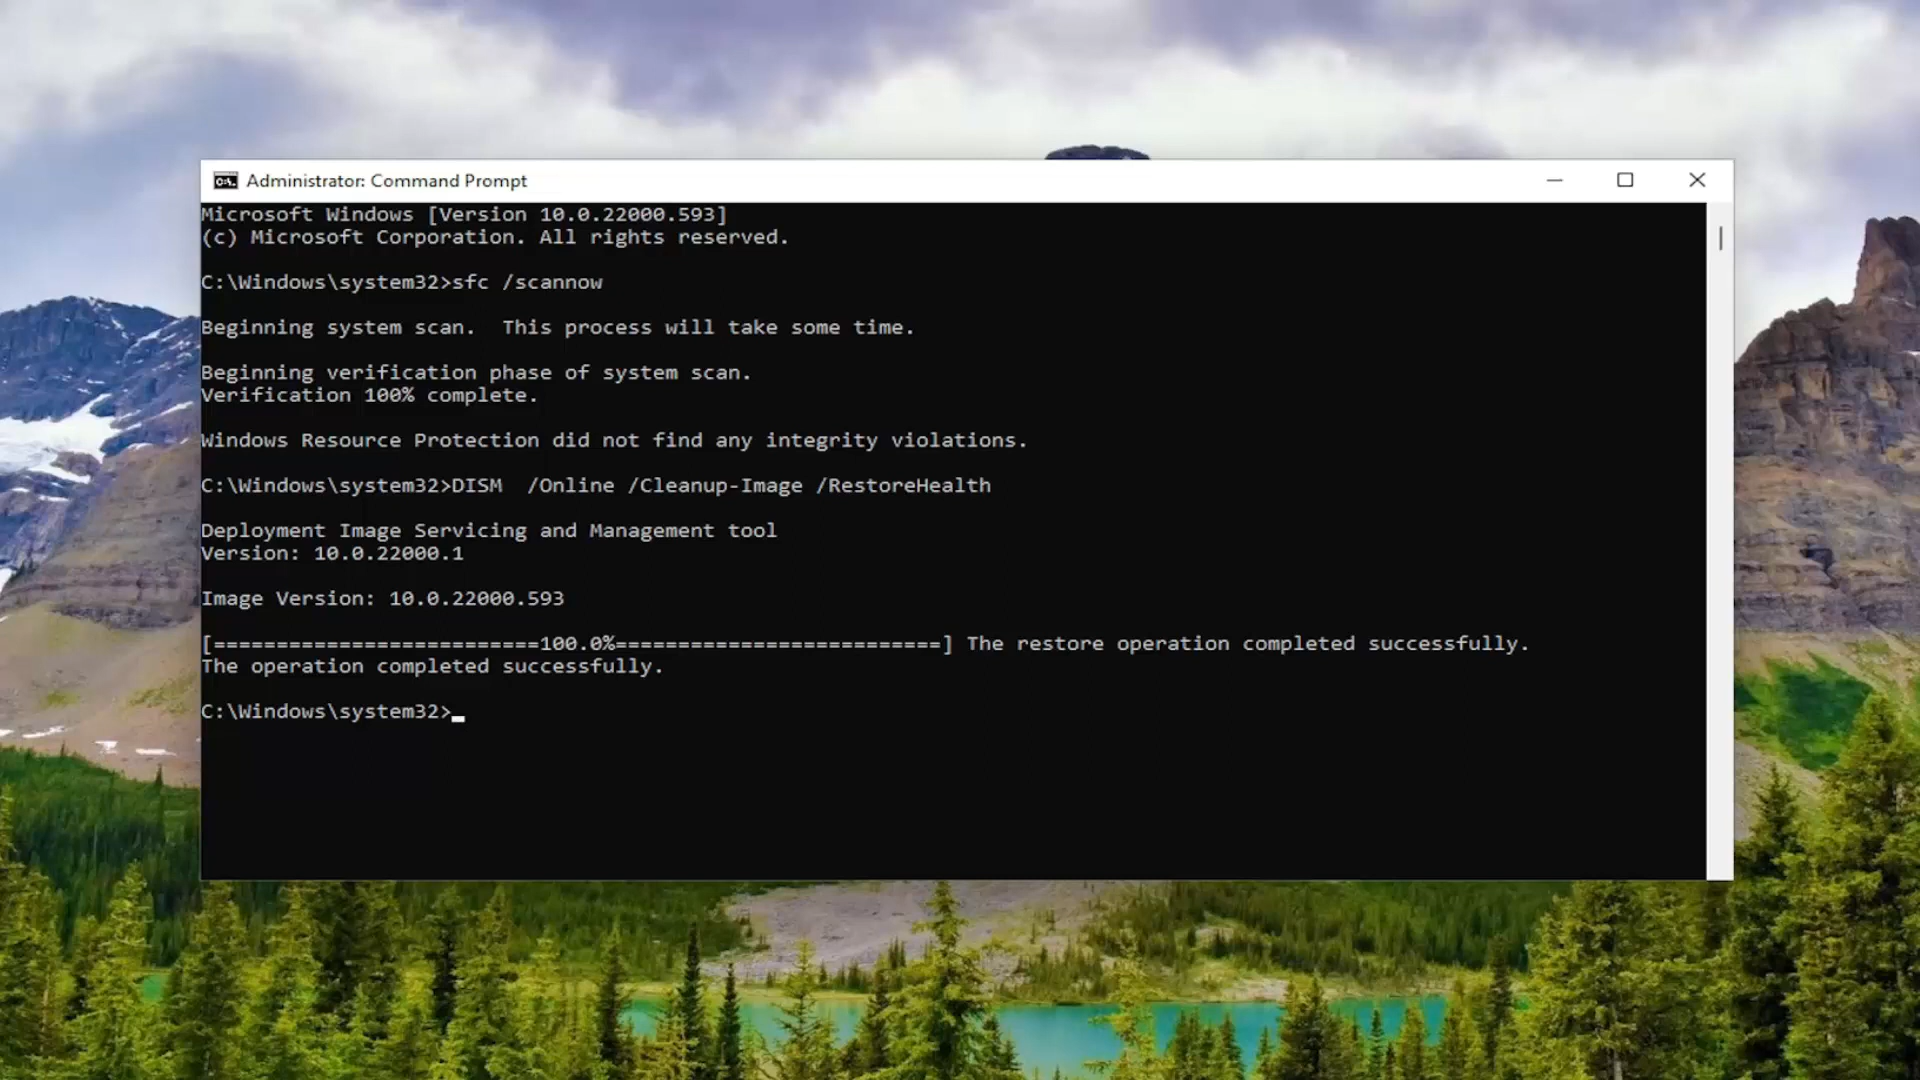 Administrator: Command Prompt
Microsoft Windows [Version 10.0.22000.593]
(c) Microsoft Corporation. All rights reserved.
C:\Windows\system32>sfc /scannow
Beginning system scan.  This process will take some time.
Beginning verification phase of system scan.
Verification 100% complete.
Windows Resource Protection did not find any integrity violations.
C:\Windows\system32>DISM  /Online /Cleanup-Image /RestoreHealth
Deployment Image Servicing and Management tool
Version: 10.0.22000.1
Image Version: 10.0.22000.593
[==========================100.0%==========================] The restore operation completed successfully.
The operation completed successfully.
C:\Windows\system32>